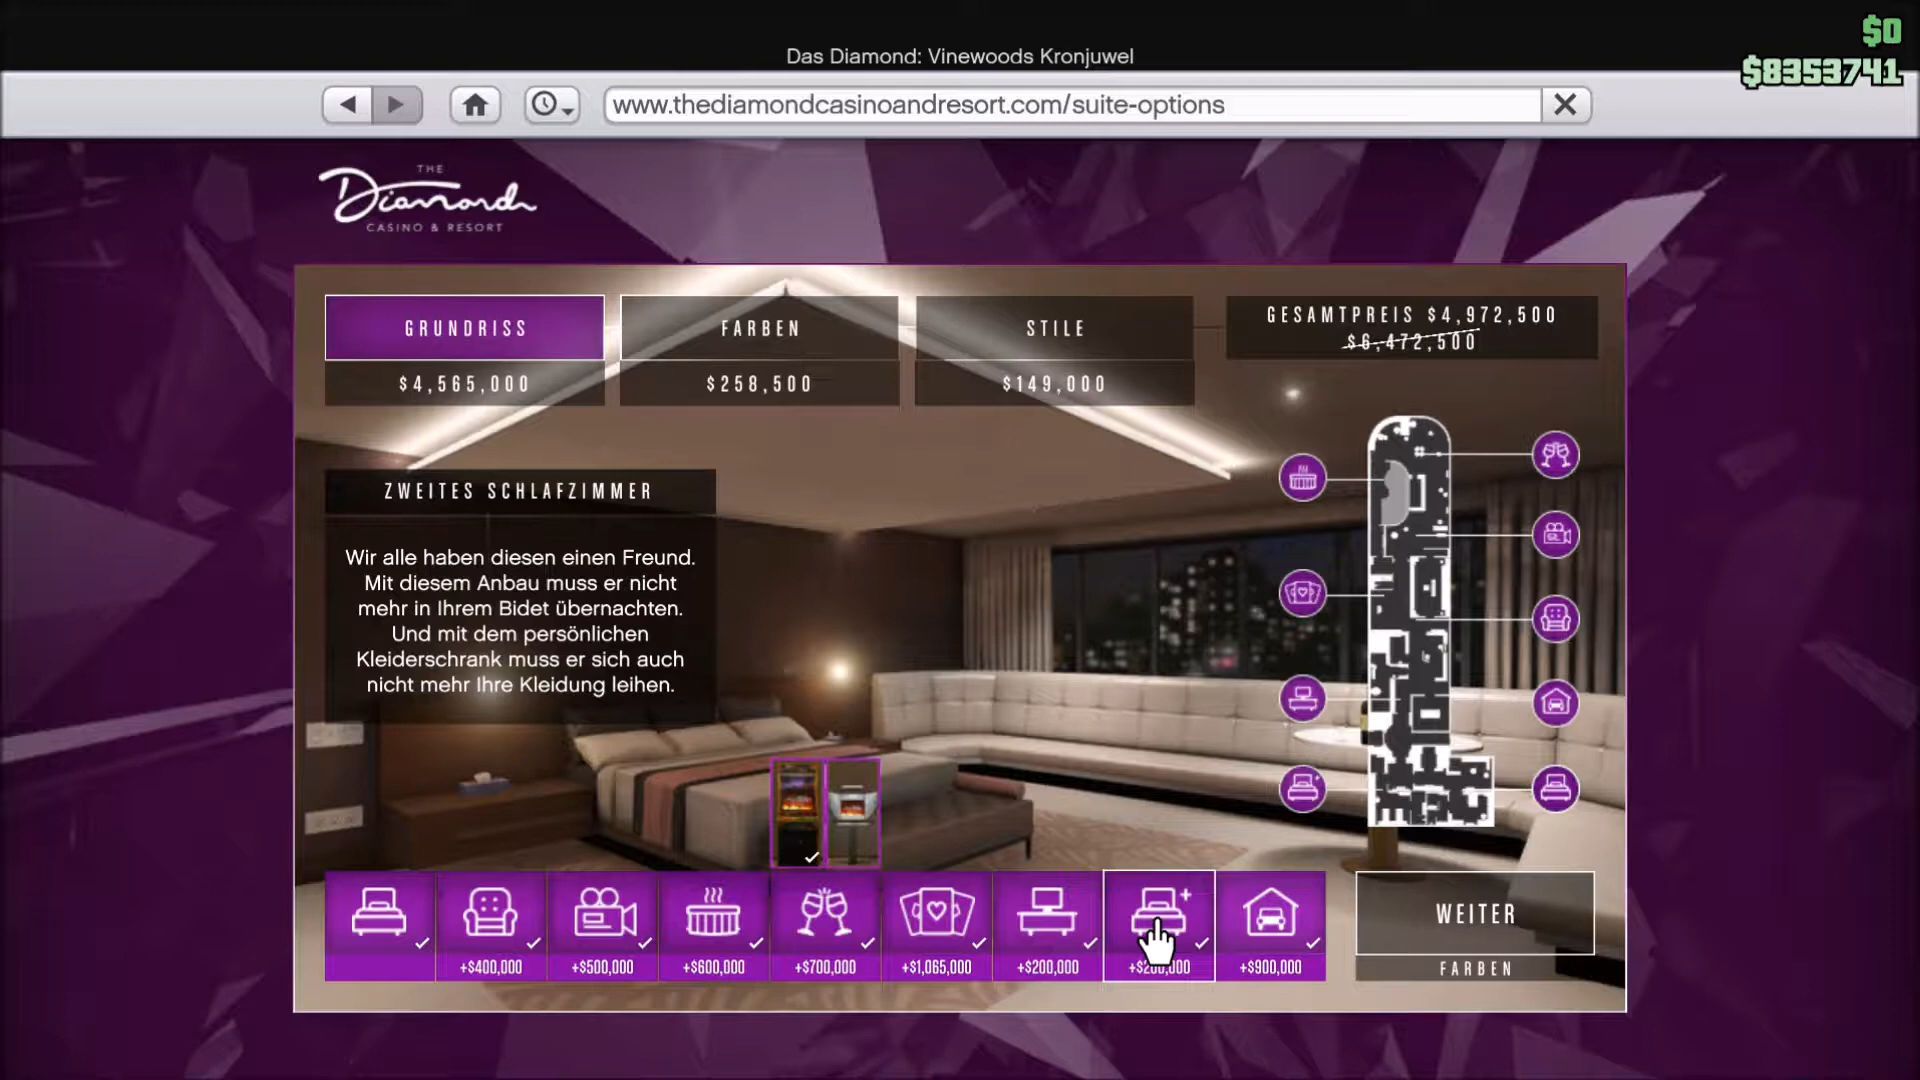 $0
Das Diamond: Vinewoods Kronjuwel
$8353741
www.thediamondcasinoandresort.com/suite-options
THE
Diamond
CASINO & RESORT
GRUNDRISS
FARBEN
STILE
GESAMTPREIS $4,972,500
$6,472,500
$4,565,000
$258,500
$149,000
ZWEITES SCHLAFZIMMER
Wir alle haben diesen einen Freund.
Mit diesem Anbau muss er nicht
mehr in Ihrem Bidet übernachten.
Und mit dem persönlichen
Kleiderschrank muss er sich auch
nicht mehr Ihre Kleidung leihen.
WEITER
FARBEN
+$400,000
+$500,000
+$600,000
+$700,000
+$1,065,000
+$200,000
+$200,000
+$900,000